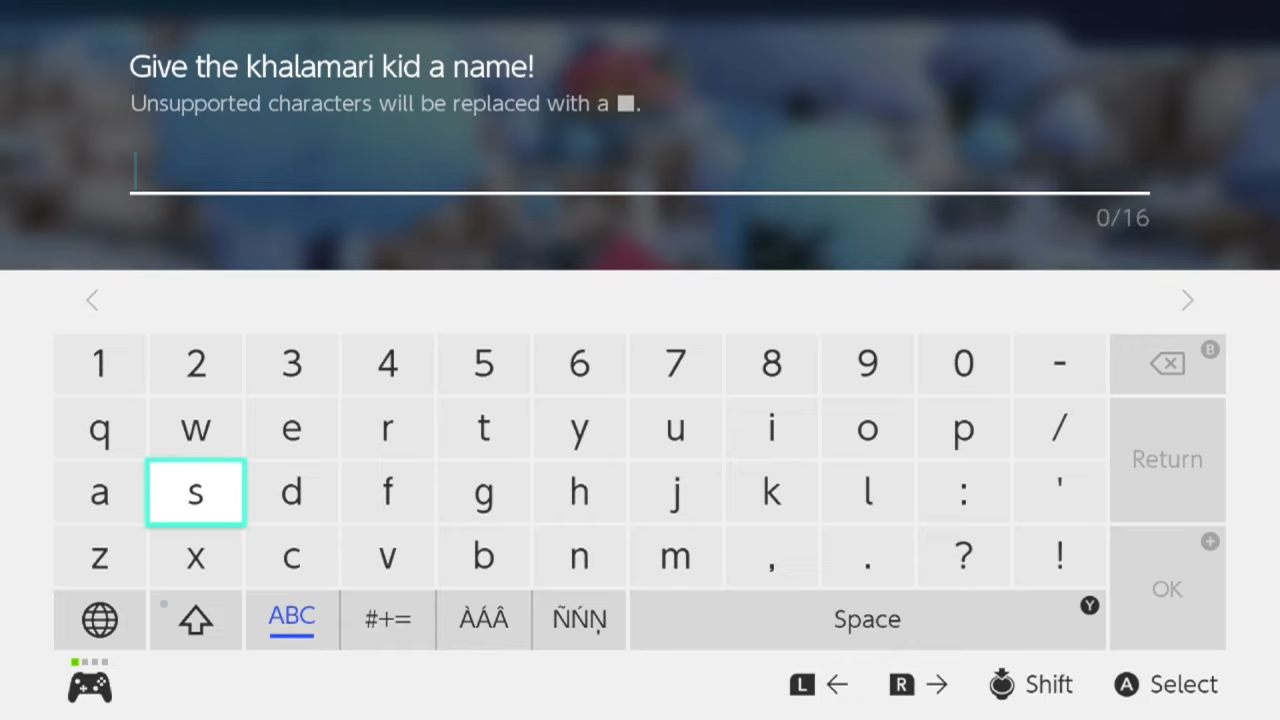 Give the khalamari kid a name!
Unsupported characters will be replaced with a ■.
0/16
1 2 3 4 5 6 7 8 9 0 - B
q w e r t y u i o p /
Return
a s d f g h j k l : '
z x c v b n m , . ? !
OK
ABC #+= ÀÁÂ ÑŃŅ Space Y
L ← R → Shift A Select